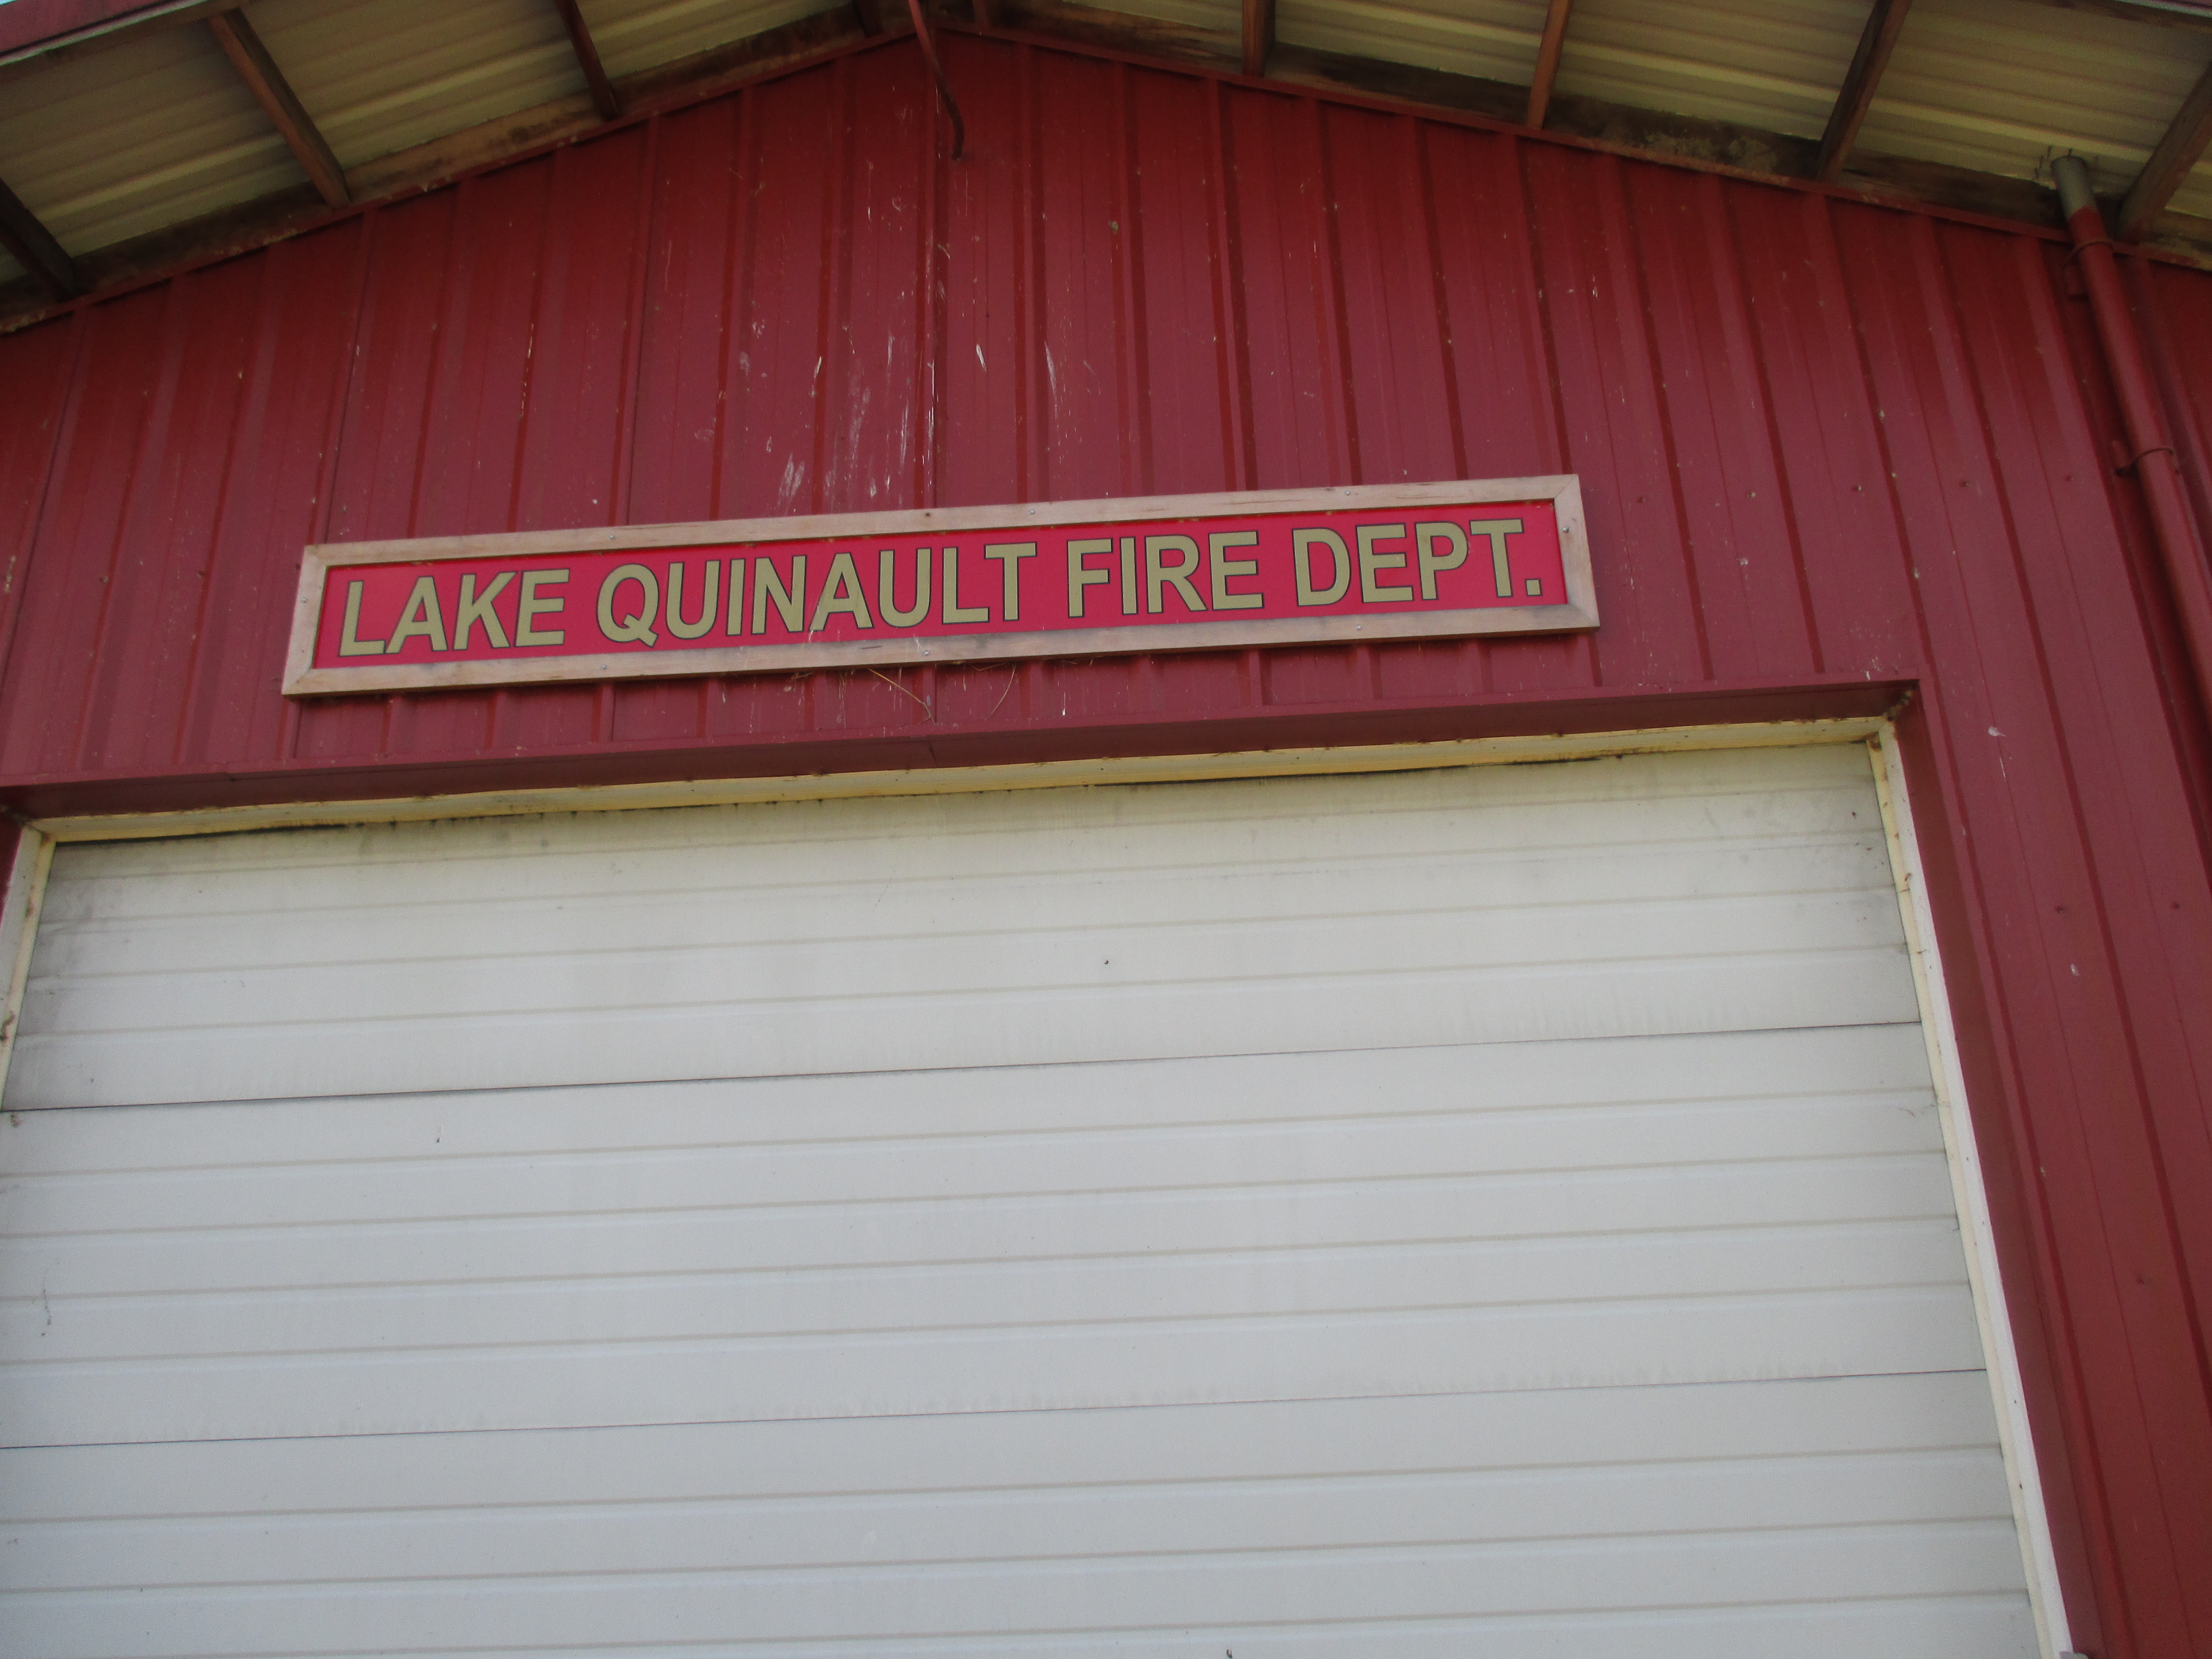 LAKE QUINAULT FIRE DEPT.